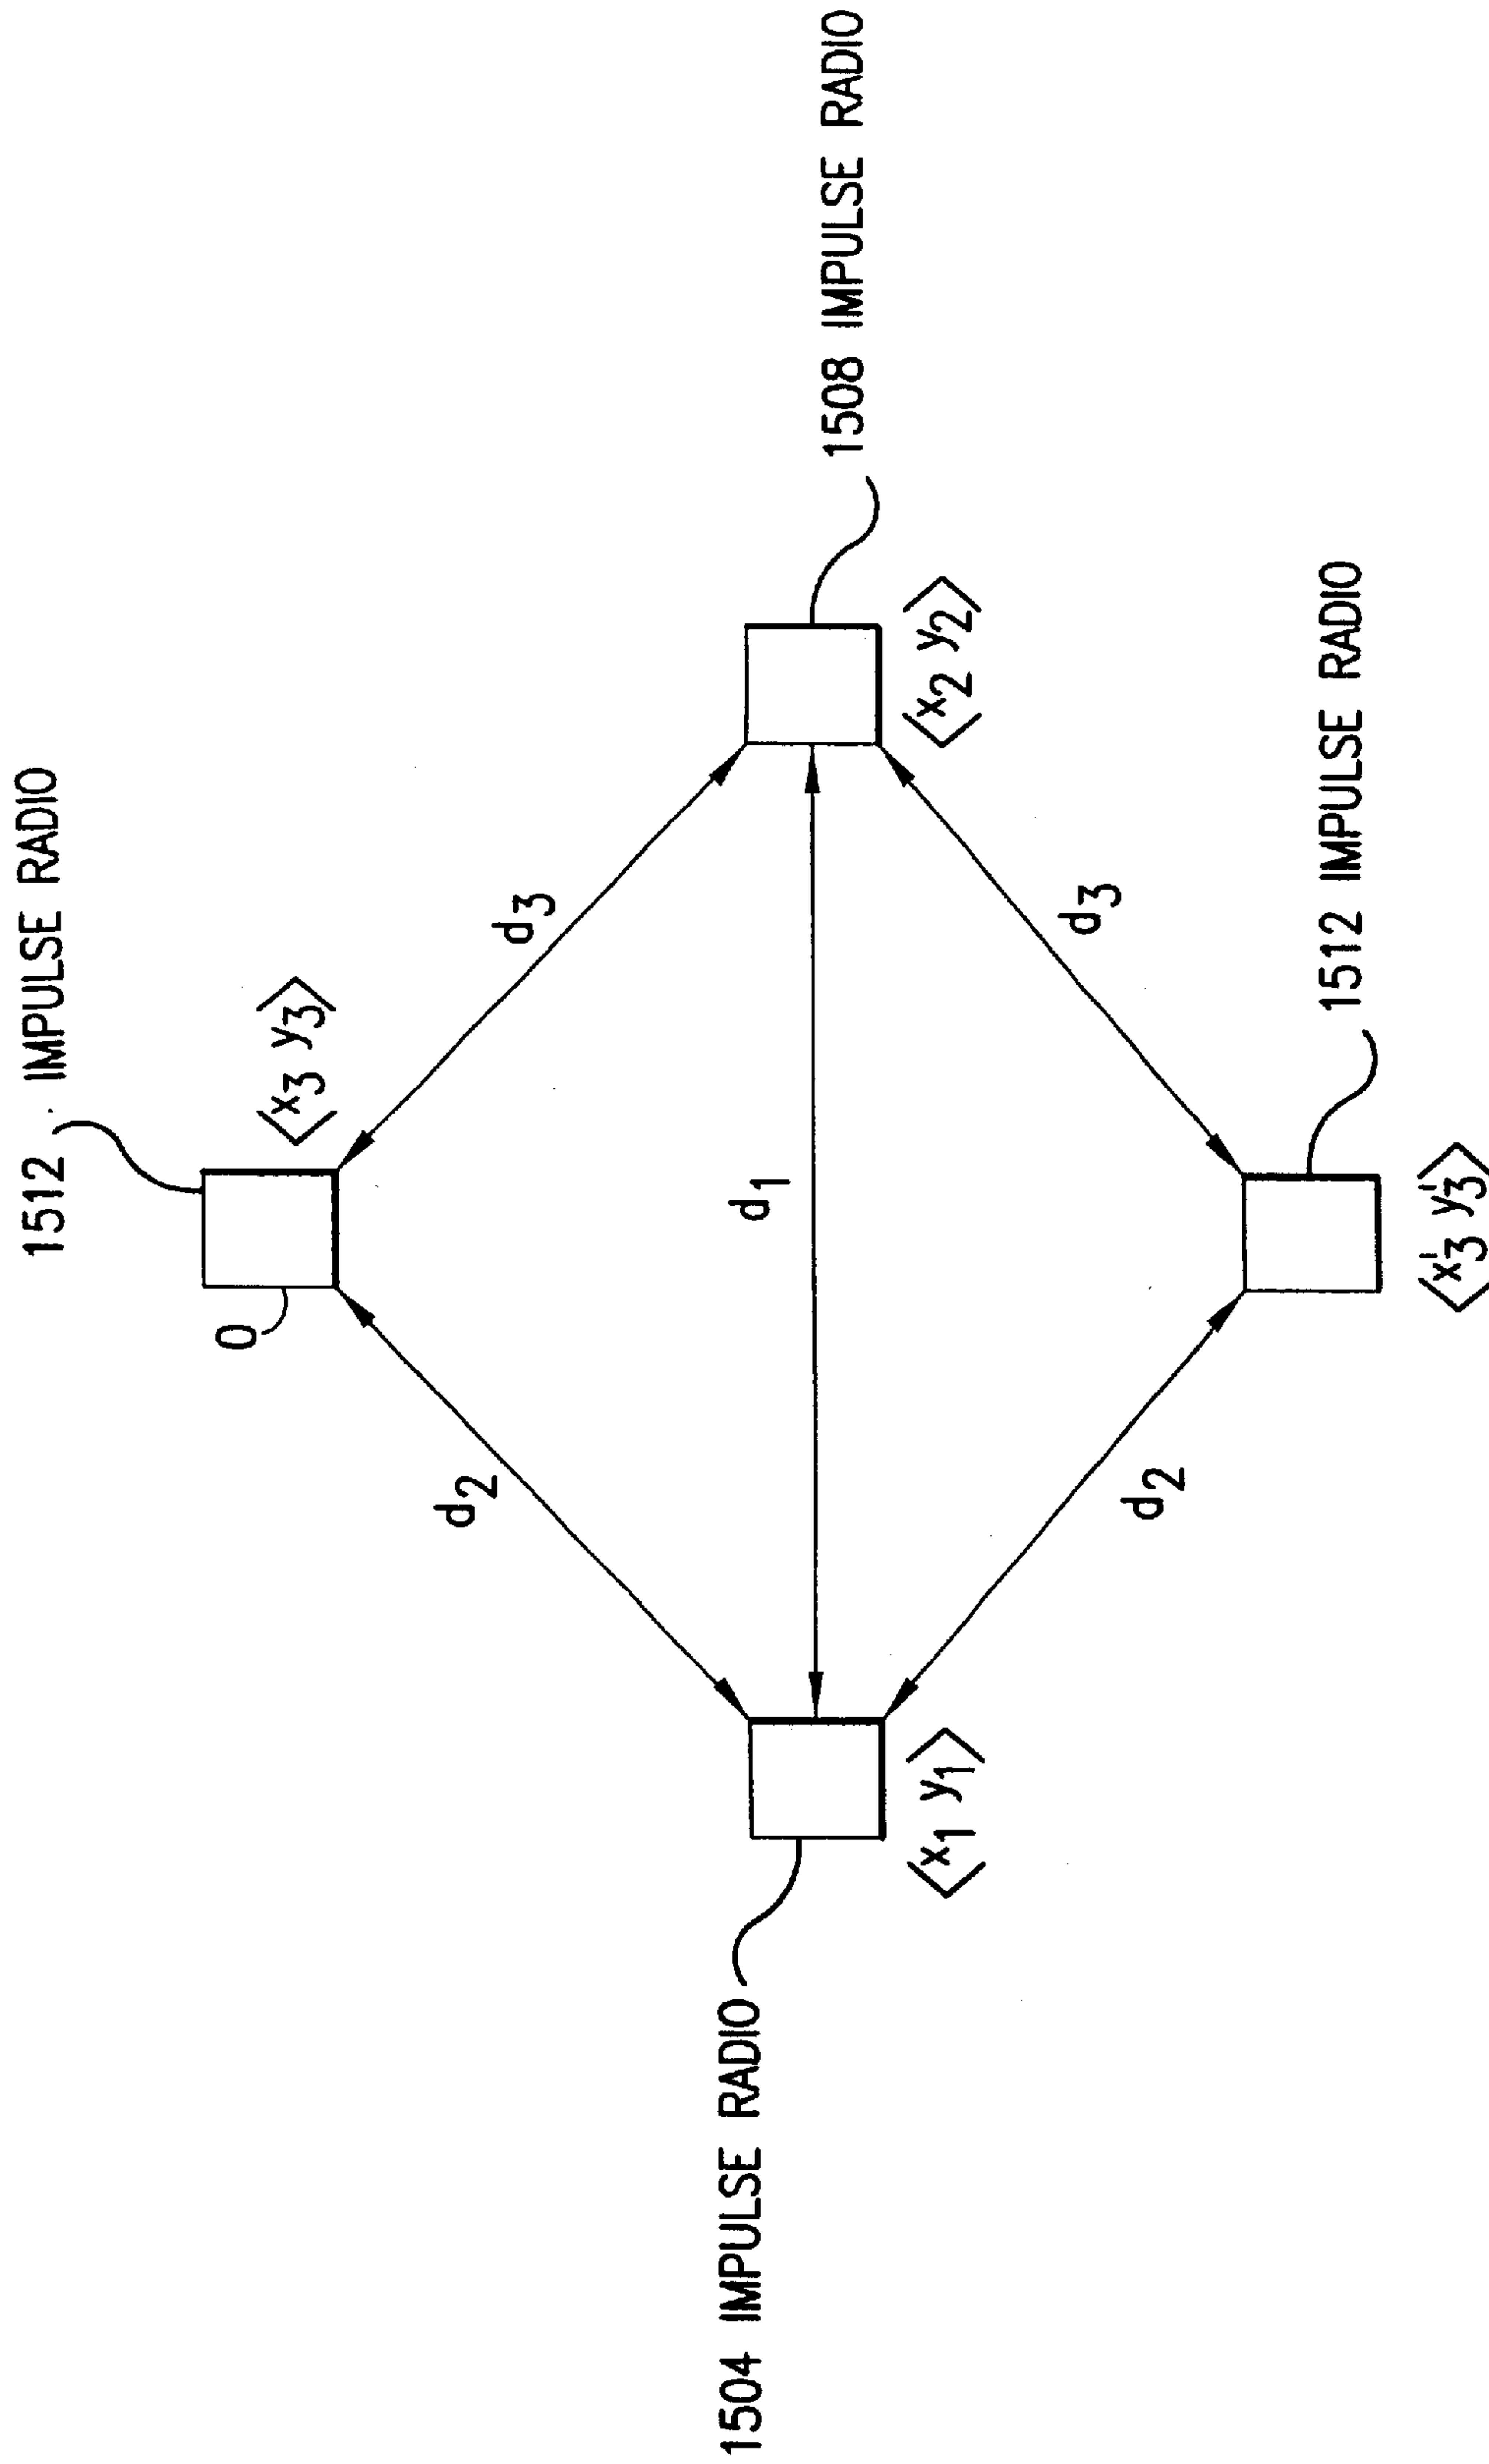 1512 IMPULSE RADIO
0
⟨x3 y3⟩
d2
d3
1504 IMPULSE RADIO
d1
1508 IMPULSE RADIO
⟨x1 y1⟩
⟨x2 y2⟩
d2
d3
1512 IMPULSE RADIO
⟨x'3 y'3⟩